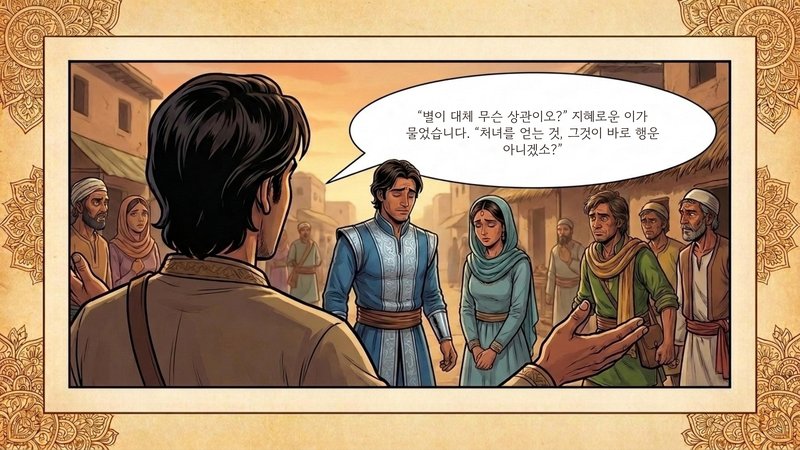 “별이 대체 무슨 상관이오?” 지혜로운 이가
물었습니다. “처녀를 얻는 것, 그것이 바로 행운
아니겠소?”